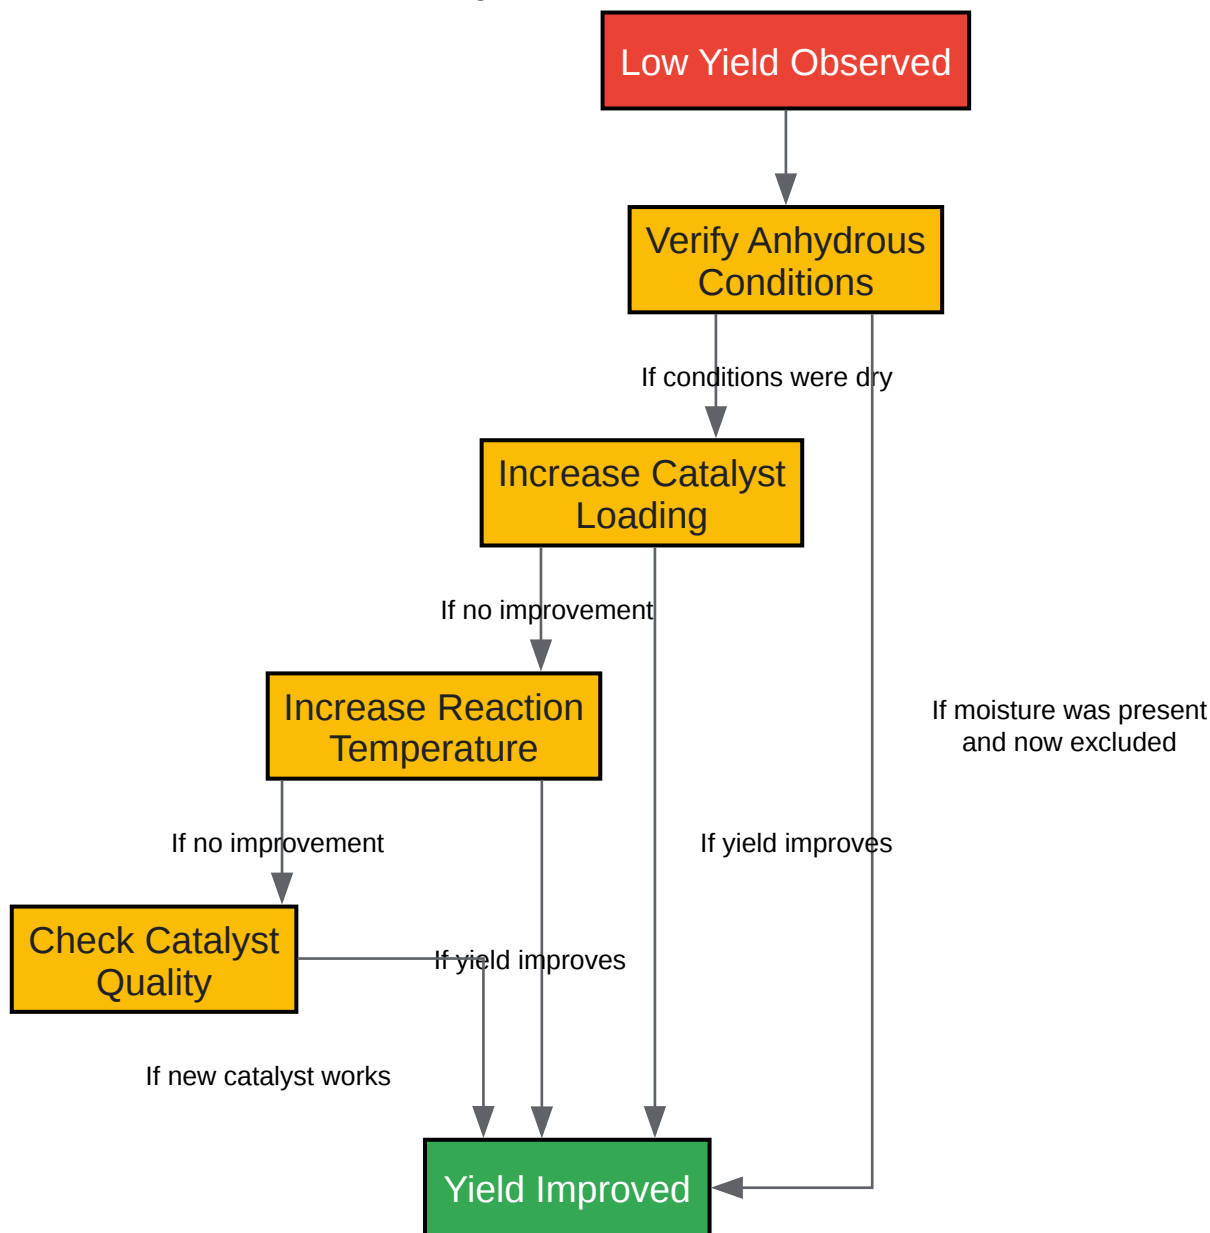 Low Yield Observed
Verify Anhydrous
Conditions
If conditions were dry
Increase Catalyst
Loading
If no improvement
Increase Reaction
Temperature
If moisture was present
and now excluded
If no improvement
If yield improves
Check Catalyst
Quality
If yield improves
If new catalyst works
Yield Improved